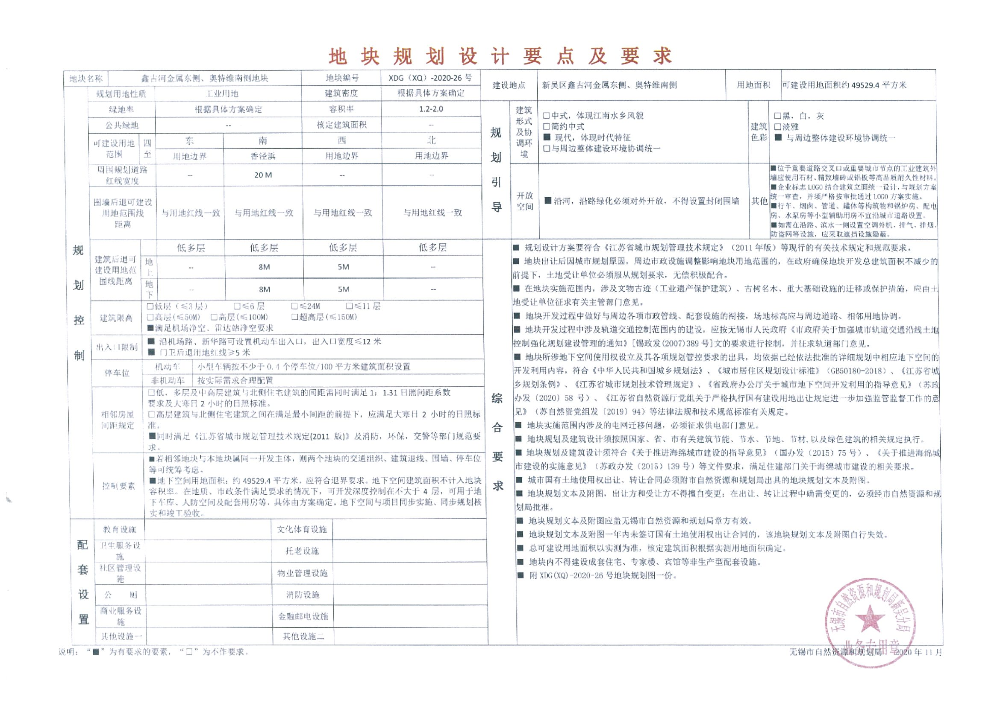 地块规划设计要点及要求
地块名称 鑫古河金属东侧、奥特维南侧地块 地块编号 XDG（XQ）-2020-26 号
建设地点 新吴区鑫古河金属东侧、奥特维南侧 用地面积 可建设用地面积约 49529.4 平方米
规划控制
规划用地性质 工业用地 建筑密度 根据具体方案确定
绿地率 根据具体方案确定 容积率 1.2-2.0
公共绿地 -- 核定建筑面积 --
可建设用地范围 四至 东 南 西 北
用地边界 香泾浜 用地边界 用地边界
周围规划道路
红线宽度 -- 20 M -- --
围墙后退可建设
用地范围线
距离 与用地红线一致 与用地红线一致 与用地红线一致 与用地红线一致
建筑后退可
建设用地范
围线距离 低多层 低多层 低多层 低多层
地上 -- 8M 5M --
地下 -- 8M 5M --
建筑限高
□低层（≤3 层） □≤6 层 □≤24M □≤11 层
□高层(≤50M) □高层(≤100M) □超高层(≤150M)
■满足机场净空、雷达站净空要求
出入口限制
■ 沿机场路、新华路可设置机动车出入口，出入口宽度≤12 米
■ 门卫后退用地红线≥5 米
停车位 机动车 小型车辆按不少于 0.4 个停车位/100 平方米建筑面积设置
非机动车 按实际需求合理配置
相邻房屋
间距规定
□低，多层及中高层建筑与北侧住宅建筑的间距需同时满足 1：1.31 日照间距系数
要求及大寒日 2 小时的日照标准。
□高层建筑与北侧住宅建筑之间在满足最小间距的前提下，应满足大寒日 2 小时的日照标
准。
■同时满足《江苏省城市规划管理技术规定(2011 版)》及消防，环保，交警等部门规范要
求。
控制要素
■若相邻地块与本地块属同一开发主体，则两个地块的交通组织、建筑退线、围墙、停车位
等可统筹考虑。
■地下空间用地面积：约 49529.4 平方米，应符合退界要求。地下空间建筑面积不计入地块
容积率。在地质、市政条件满足要求的情况下，可开发深度控制在不大于 4 层，可用于地
下车库、人防空间及配套用房等，具体由方案确定。地下空间与项目同步实施、同步规划核
实和竣工验收。
配套设置
教育设施 文化体育设施
卫生服务设施 托老设施
社区管理设施 物业管理设施
公 厕 消防设施
商业服务设施 金融邮电设施
其他设施一 其他设施二
规划引导
建筑
形式
及协
调环
境
□中式，体现江南水乡风貌
□简约中式
■ 现代，体现时代特征
□与周边整体建设环境协调统一
建筑
色彩
□黑，白，灰
□淡雅
■ 与周边整体建设环境协调统一
开放
空间
■ 沿河，沿路绿化必须对外开放，不得设置封闭围墙
其他
■位于重要道路交叉口或重要城市节点的工业建筑外
墙应使用石材、精致墙砖或铝板等高品质耐久性材料。
■企业标志 LOGO 结合建筑立面统一设计，与规划方案
统一审查，并须严格按审批通过 LOGO 方案实施。
■行车、烟囱、管道、罐体等构筑物和锅炉房、配电
房、水泵房等小型辅助用房不宜沿城市道路设置。
■如需在沿路、滨水一侧设置空调外机、排气、排烟、
防盗网等设施，应采取遮挡设施隐蔽。
综合要求
■ 规划设计方案要符合《江苏省城市规划管理技术规定》（2011 年版）等现行的有关技术规定和规范要求。
■ 地块出让后因城市规划原因，周边市政设施调整影响地块用地范围的，在政府确保地块开发总建筑面积不减少的
前提下，土地受让单位必须服从规划要求，无偿积极配合。
■ 在地块实施范围内，涉及文物古迹（工业遗产保护建筑）、古树名木、重大基础设施的迁移或保护措施，应由土
地受让单位征求有关主管部门意见。
■ 地块开发过程中做好与周边各项市政管线、配套设施的衔接，场地标高应与周边道路、相邻用地协调。
■ 地块开发过程中涉及轨道交通控制范围内的建设，应按无锡市人民政府《市政府关于加强城市轨道交通沿线土地
控制强化规划建设管理的通知》[锡政发(2007)389 号]文的要求进行控制，并征求轨道部门意见。
■ 地块所涉地下空间使用权设立及其各项规划管控要求的出具，均依据已经依法批准的详细规划中相应地下空间的
开发利用内容，符合《中华人民共和国城乡规划法》、《城市居住区规划设计标准》（GB50180-2018）、《江苏省城
乡规划条例》、《江苏省城市规划技术管理规定》、《省政府办公厅关于城市地下空间开发利用的指导意见》（苏政
办发〔2020〕58 号）、《江苏省自然资源厅党组关于严格执行国有建设用地出让规定进一步加强监管监督工作的意
见》（苏自然资党组发〔2019〕94）等法律法规和技术规范标准有关规定。
■ 地块实施范围内涉及的电网迁移问题，必须征求供电部门意见。
■ 地块规划及建筑设计须按照国家、省、市有关建筑节能、节水、节地、节材,以及绿色建筑的相关规定执行。
■ 地块规划及建筑设计须符合《关于推进海绵城市建设的指导意见》（国办发（2015）75 号）、《关于推进海绵城
市建设的实施意见》（苏政办发（2015）139 号）等文件要求，满足住建部门关于海绵城市建设的相关要求。
■ 城市国有土地使用权出让、转让合同必须附市自然资源和规划局出具的地块规划文本及附图。
■ 地块规划文本及附图，出让方和受让方不得擅自变更；在出让、转让过程中确需变更的，必须经市自然资源和规
划局批准。
■ 地块规划文本及附图应盖无锡市自然资源和规划局章方有效。
■ 地块规划文本及附图一年内未签订国有土地使用权出让合同的，该地块规划文本及附图自行失效。
■ 总可建设用地面积以实测为准，核定建筑面积根据实测用地面积确定。
■ 地块内不得建设成套住宅、专家楼、宾馆等非生产型配套设施。
■ 附 XDG(XQ)-2020-26 号地块规划图一份。
无锡市自然资源和规划局新吴分局
业务专用章
说明：“■”为有要求的要素，“□”为不作要求。
无锡市自然资源和规划局 2020 年 11 月